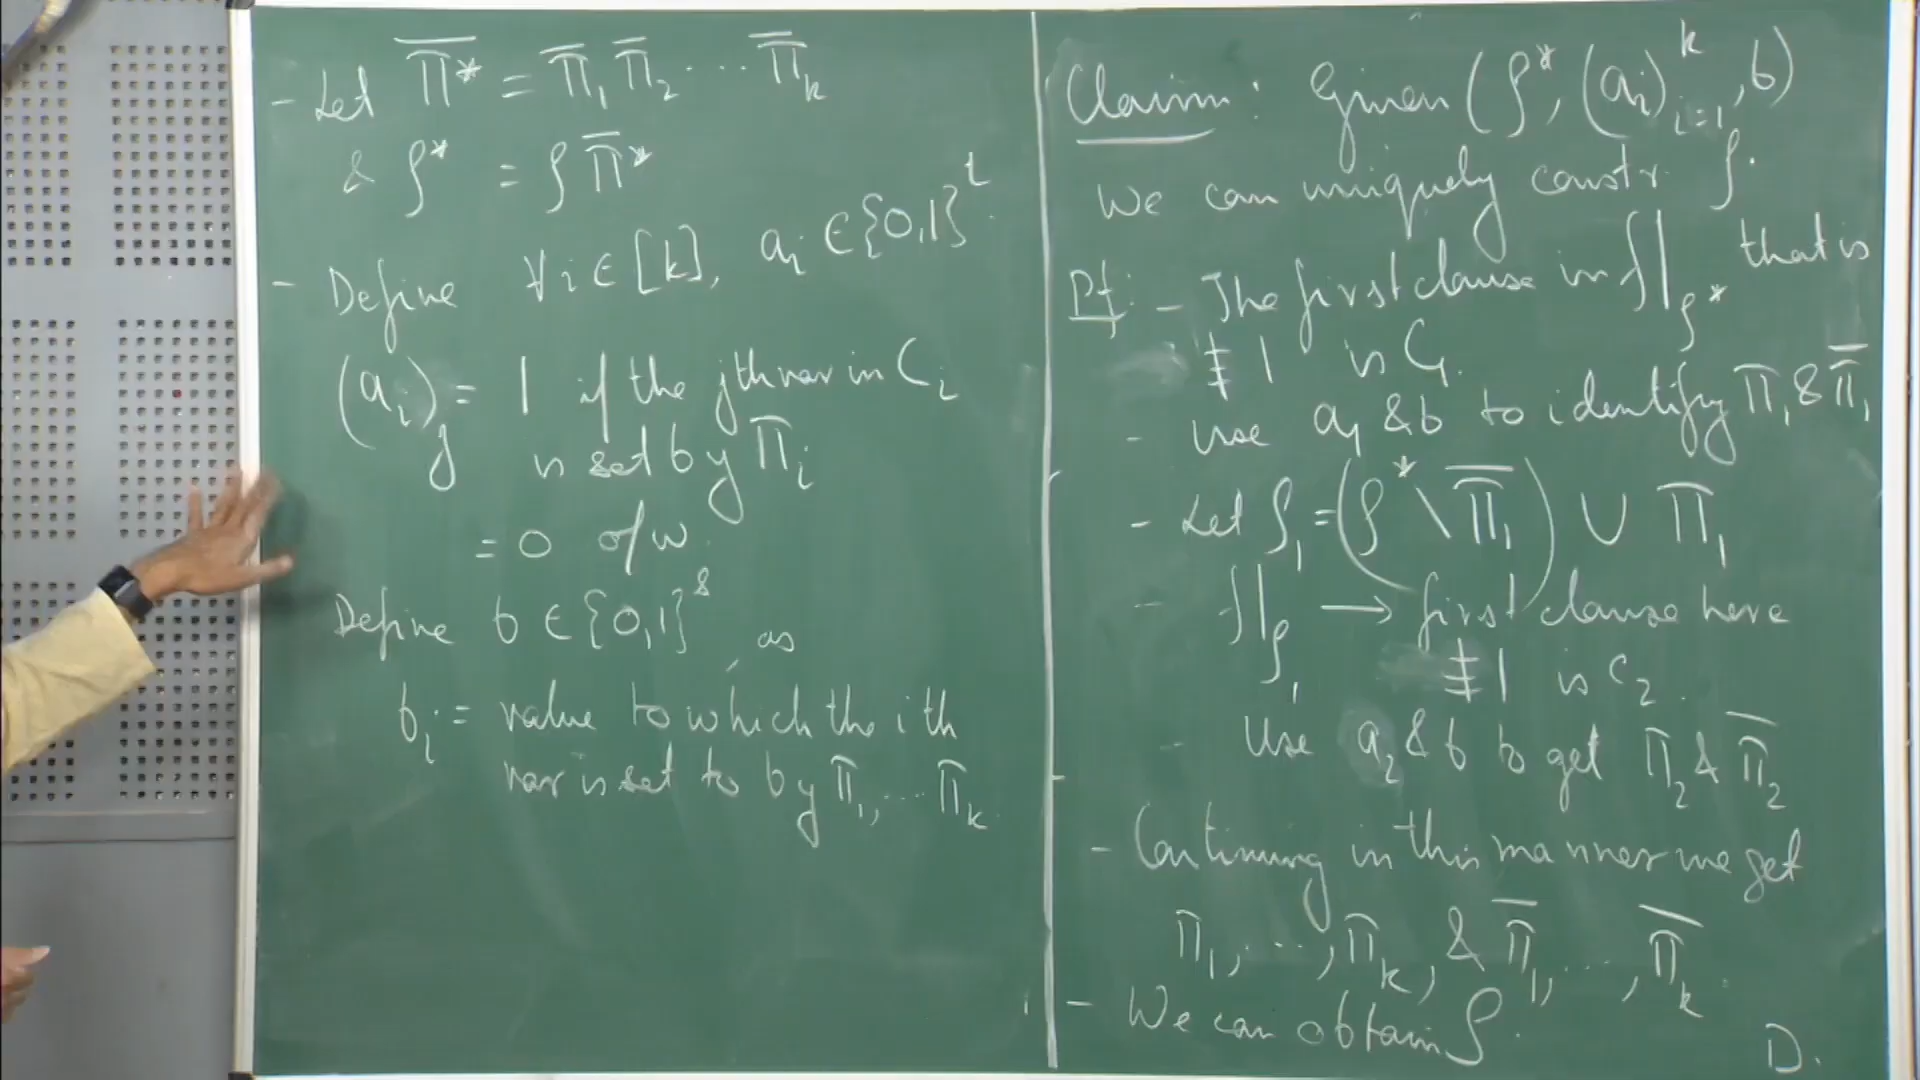 - Let π̅* = π̅₁ π̅₂ ... π̅ₖ
& ρ* = ρ π̅*
- Define ∀ i ∈ [k], aᵢ ∈ {0,1}ᵗ.
(aᵢ)ⱼ = 1 if the jth var in Cᵢ
is set by πᵢ
= 0 o/w.
Define b ∈ {0,1}ˢ, as
bᵢ = value to which the ith
var is set to by π₁, ... πₖ.
Claim: Given (ρ*, (aᵢ)ᵏᵢ₌₁, b)
we can uniquely constr. ρ.
Pf: - The first clause in f|ρ* that is
≢ 1 is C₁.
- Use a₁ & b to identify π₁ & π̅₁
- Let ρ₁ = (ρ* \ π̅₁) ∪ π₁
- f|ρ₁ → first clause here
≢ 1 is C₂.
- Use a₂ & b to get π₂ & π̅₂
- Continuing in this manner we get
π₁, ..., πₖ, & π̅₁, ..., π̅ₖ.
- We can obtain ρ.
D.